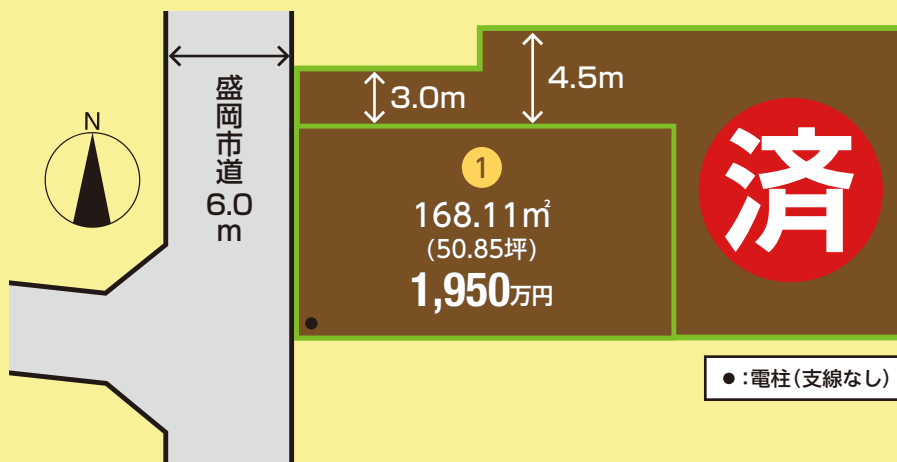 N
盛岡市道
6.0
m
3.0m
4.5m
1
168.11㎡
(50.85坪)
1,950万円
済
●:電柱(支線なし)